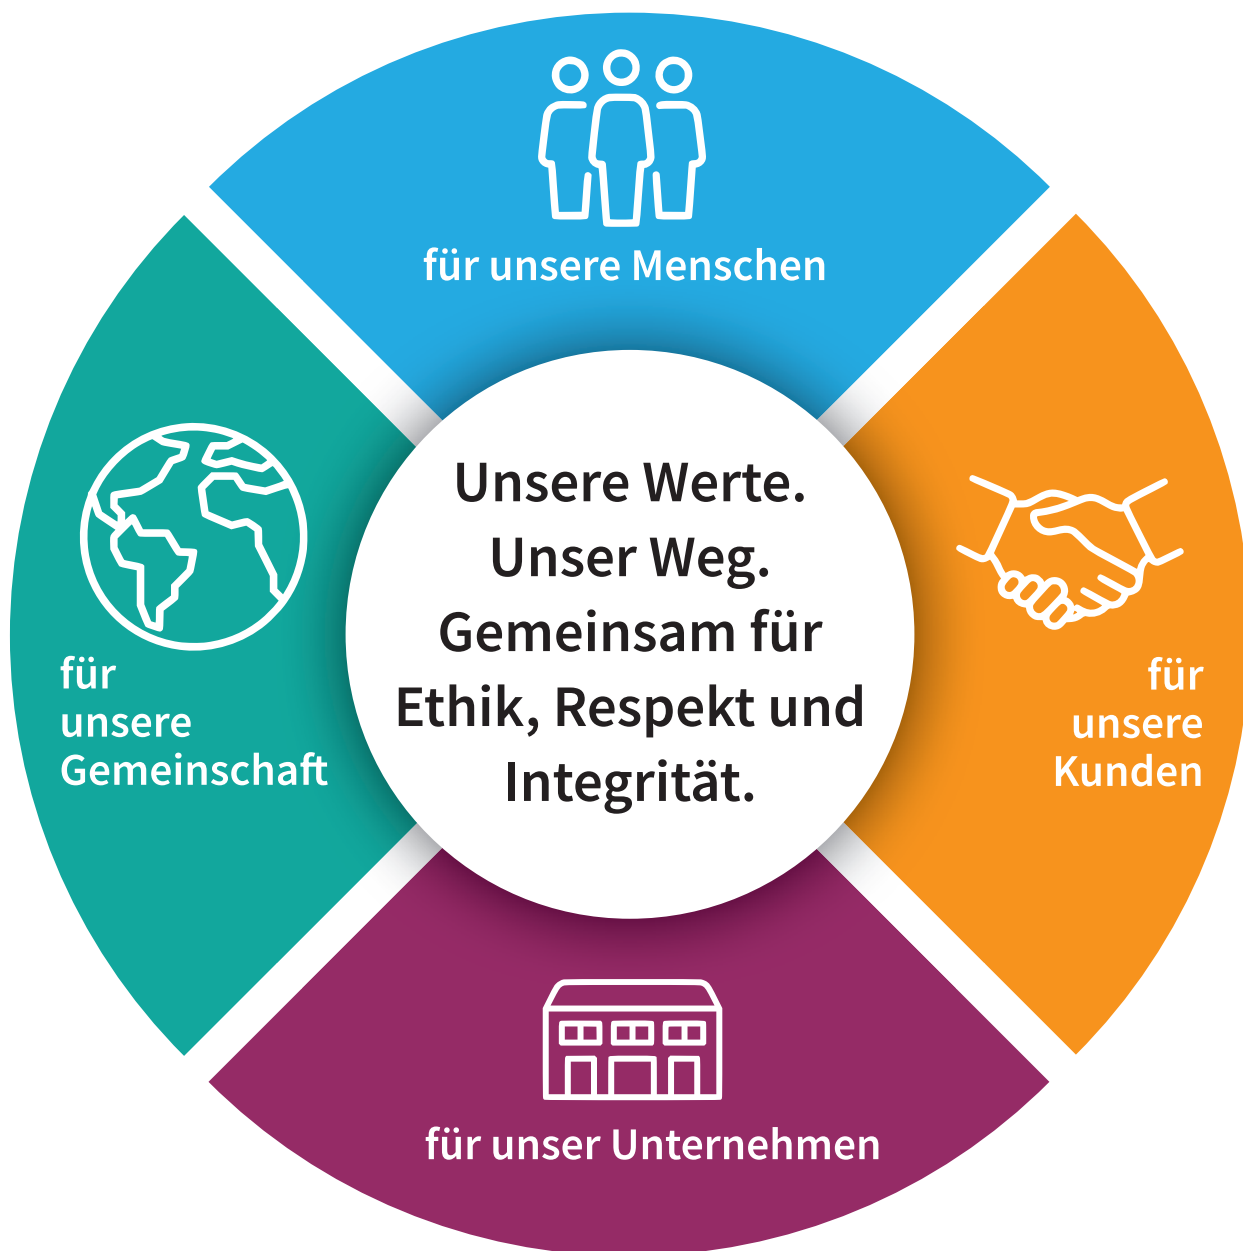 für unsere Menschen
Unsere Werte.
Unser Weg.
Gemeinsam für
Ethik, Respekt und
Integrität.
für
unsere
Gemeinschaft
für
unsere
Kunden
für unser Unternehmen